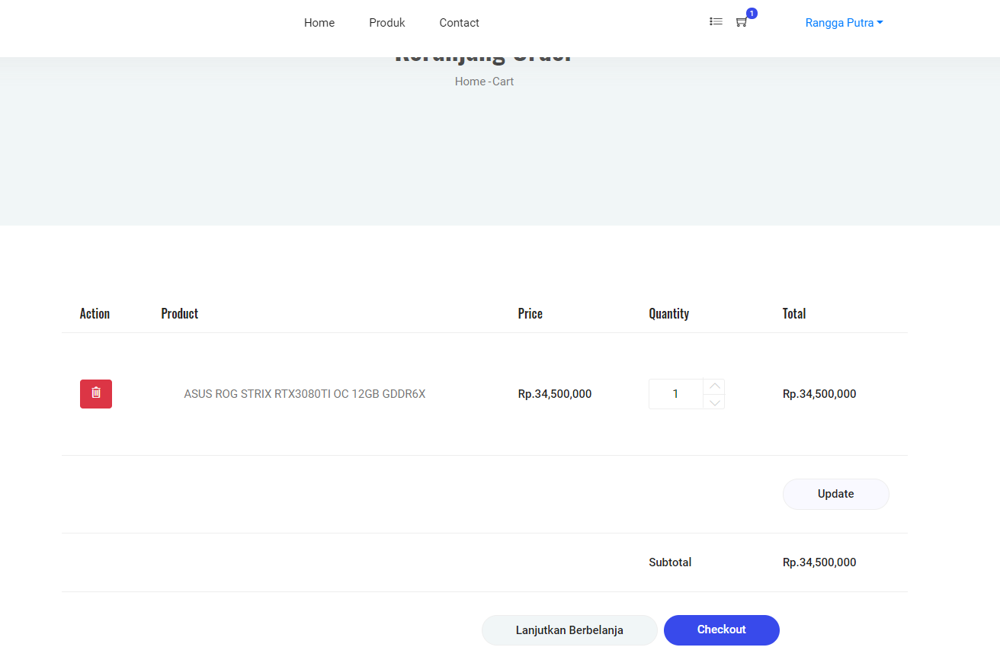 Home Produk Contact 1 Rangga Putra
Keranjang Order
Home - Cart
Action Product Price Quantity Total
ASUS ROG STRIX RTX3080TI OC 12GB GDDR6X Rp.34,500,000 1 Rp.34,500,000
Update
Subtotal Rp.34,500,000
Lanjutkan Berbelanja Checkout